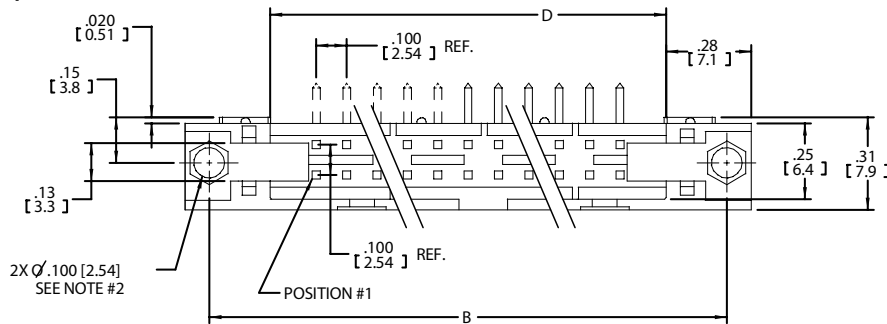 D
.020
[ 0.51 ]
.100
[ 2.54 ] REF.
.28
[ 7.1 ]
.15
[ 3.8 ]
.13
[ 3.3 ]
.25
[ 6.4 ]
.31
[ 7.9 ]
.100
[ 2.54 ] REF.
2X Ø .100 [2.54]
SEE NOTE #2
POSITION #1
B